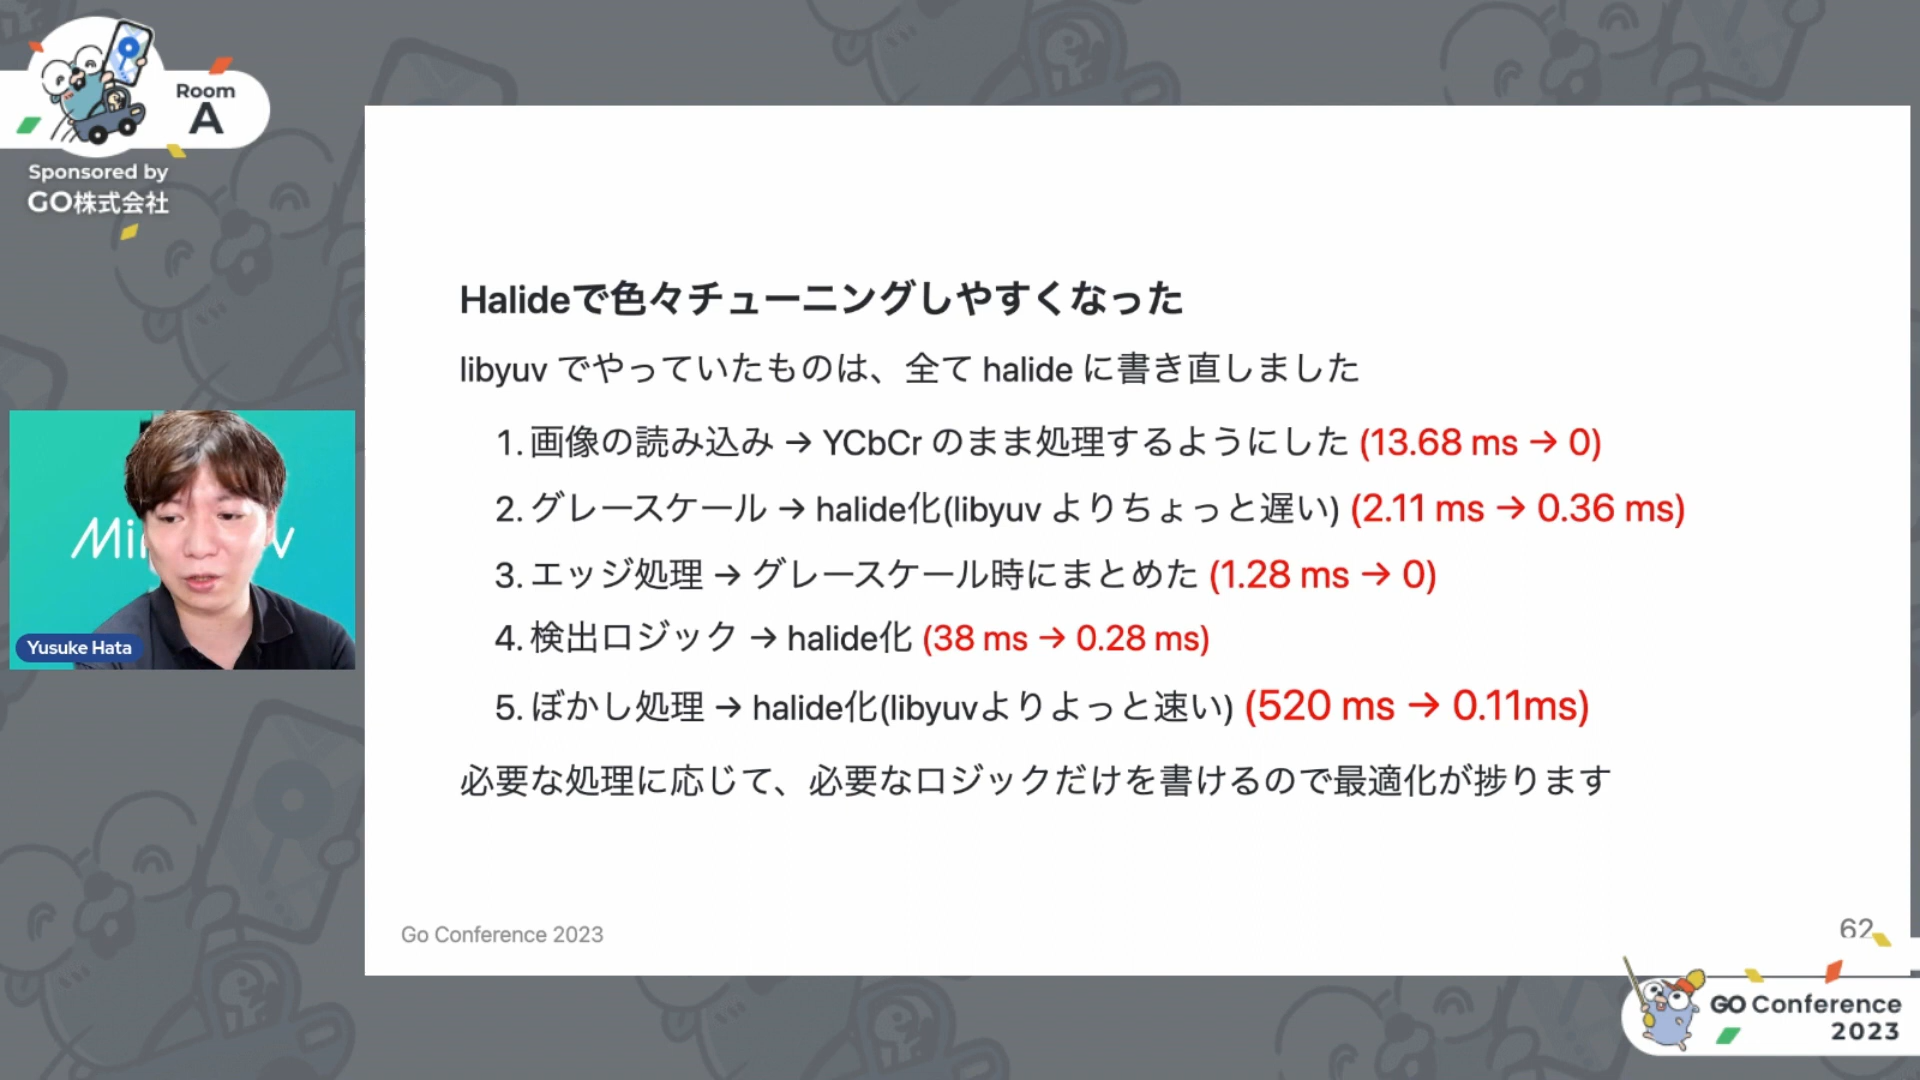 Room
A
Sponsored by
GO株式会社
Halideで色々チューニングしやすくなった
libyuv でやっていたものは、全て halide に書き直しました
1. 画像の読み込み → YCbCr のまま処理するようにした (13.68 ms → 0)
2. グレースケール → halide化(libyuv よりちょっと遅い) (2.11 ms → 0.36 ms)
3. エッジ処理 → グレースケール時にまとめた (1.28 ms → 0)
4. 検出ロジック → halide化 (38 ms → 0.28 ms)
5. ぼかし処理 → halide化(libyuvよりよっと速い) (520 ms → 0.11ms)
必要な処理に応じて、必要なロジックだけを書けるので最適化が捗ります
Yusuke Hata
Go Conference 2023
62
GO Conference
2023